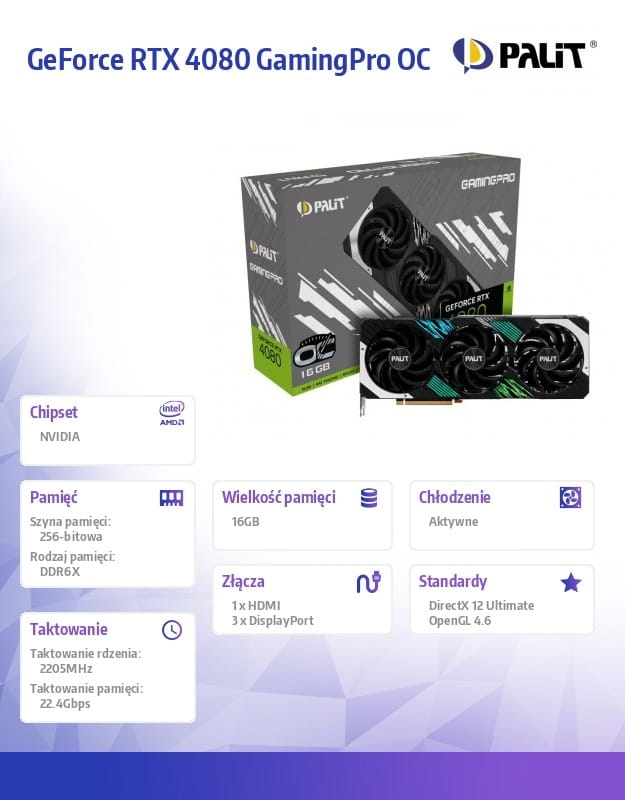 GeForce RTX 4080 GamingPro OC
PALiT®
GAMINGPRO
PALiT
PALiT
GAMINGPRO
GEFORCE RTX
4080
GEFORCE RTX
4080
OC
16GB
PALiT
PALiT
PALiT
Chipset
intel
AMD
NVIDIA
Pamięć
Szyna pamięci:
256-bitowa
Rodzaj pamięci:
DDR6X
Wielkość pamięci
16GB
Chłodzenie
Aktywne
Złącza
1 x HDMI
3 x DisplayPort
Standardy
DirectX 12 Ultimate
OpenGL 4.6
Taktowanie
Taktowanie rdzenia:
2205MHz
Taktowanie pamięci:
22.4Gbps